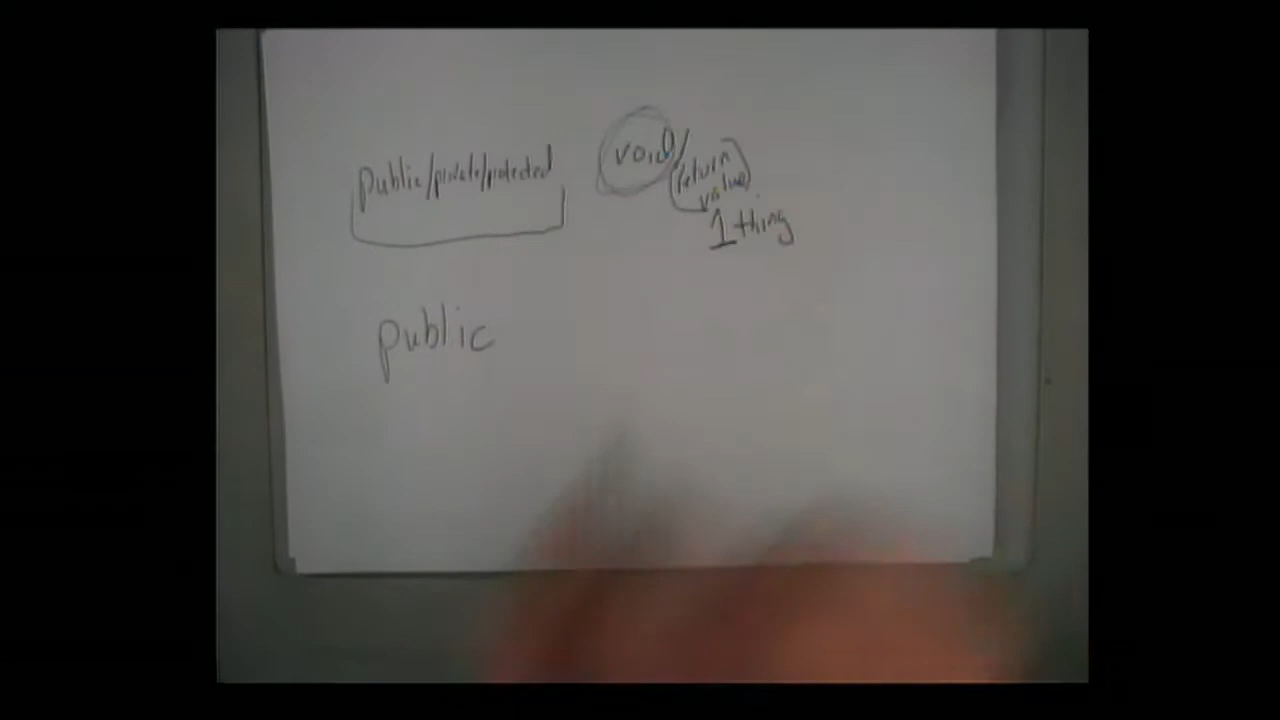 public/private/protected
void/
return
value
1 thing
public